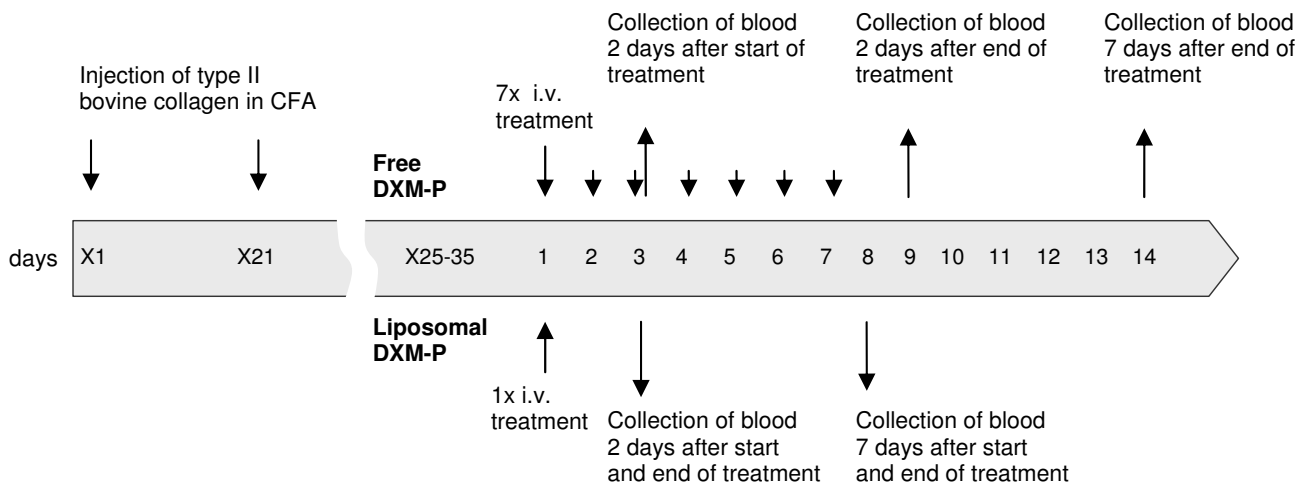 Collection of blood
2 days after start of
treatment
Collection of blood
2 days after end of
treatment
Collection of blood
7 days after end of
treatment
Injection of type II
bovine collagen in CFA
7x i.v.
treatment
Free
DXM-P
days X1 X21 X25-35 1 2 3 4 5 6 7 8 9 10 11 12 13 14
Liposomal
DXM-P
1x i.v.
treatment
Collection of blood
2 days after start
and end of treatment
Collection of blood
7 days after start
and end of treatment